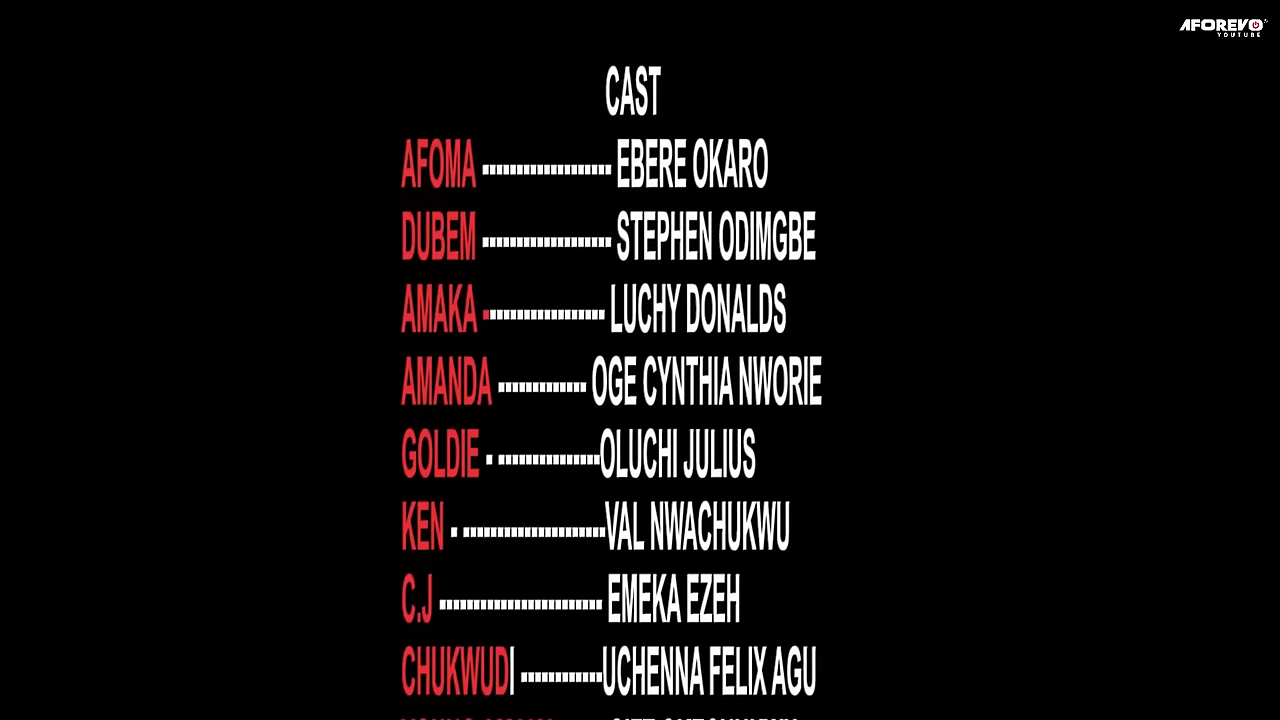 AFOREVO
YOUTUBE
CAST
AFOMA ------------------- EBERE OKARO
DUBEM ------------------- STEPHEN ODIMGBE
AMAKA ----------------- LUCHY DONALDS
AMANDA ------------- OGE CYNTHIA NWORIE
GOLDIE - ---------------OLUCHI JULIUS
KEN - ---------------------VAL NWACHUKWU
C.J ------------------------ EMEKA EZEH
CHUKWUDI ------------UCHENNA FELIX AGU